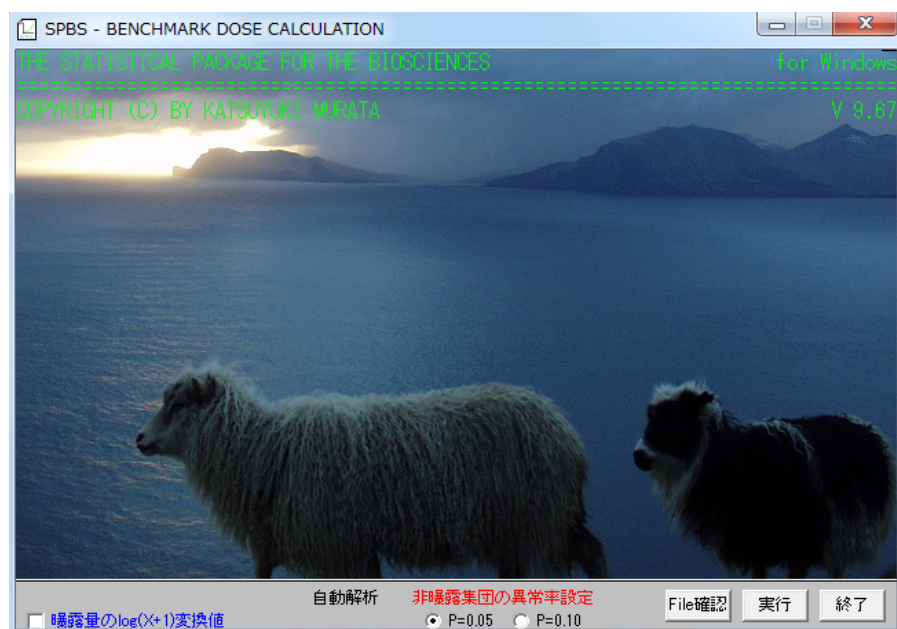 SPBS - BENCHMARK DOSE CALCULATION
THE STATISTICAL PACKAGE FOR THE BIOSCIENCES for Windows
COPYRIGHT (C) BY KATSUYUKI MURATA V 9.67
自動解析 非曝露集団の異常率設定
曝露量のlog(X+1)変換値 P=0.05 P=0.10 File確認 実行 終了